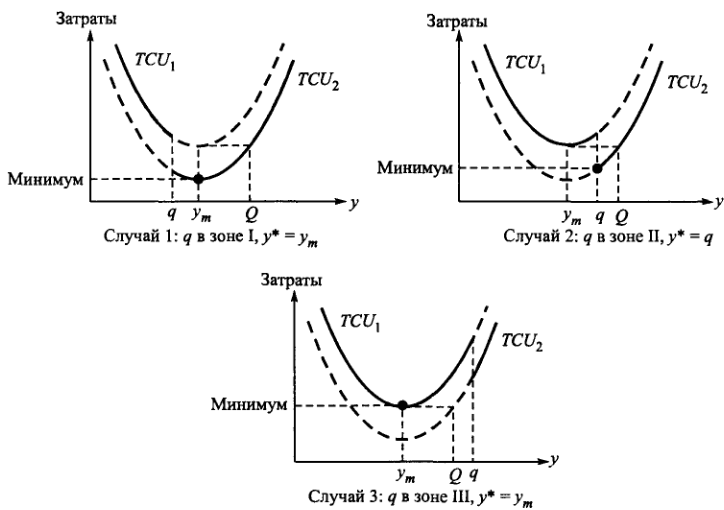 Затраты
TCU₁
TCU₂
Минимум
q
yₘ
Q
y
Случай 1: q в зоне I, y* = yₘ
Затраты
TCU₁
TCU₂
Минимум
yₘ
q
Q
y
Случай 2: q в зоне II, y* = q
Затраты
TCU₁
TCU₂
Минимум
yₘ
Q
q
y
Случай 3: q в зоне III, y* = yₘ